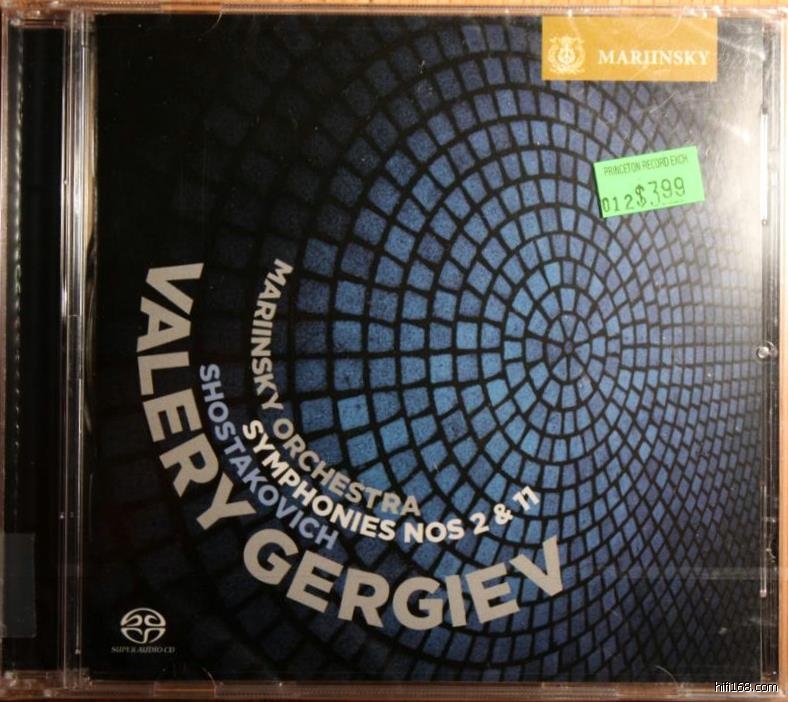 MARIINSKY
PRINCETON RECORD EXCH.
012$3.99
MARIINSKY ORCHESTRA
SYMPHONIES NOS 2 & 11
SHOSTAKOVICH
VALERY GERGIEV
SUPER AUDIO CD
hifi168.com